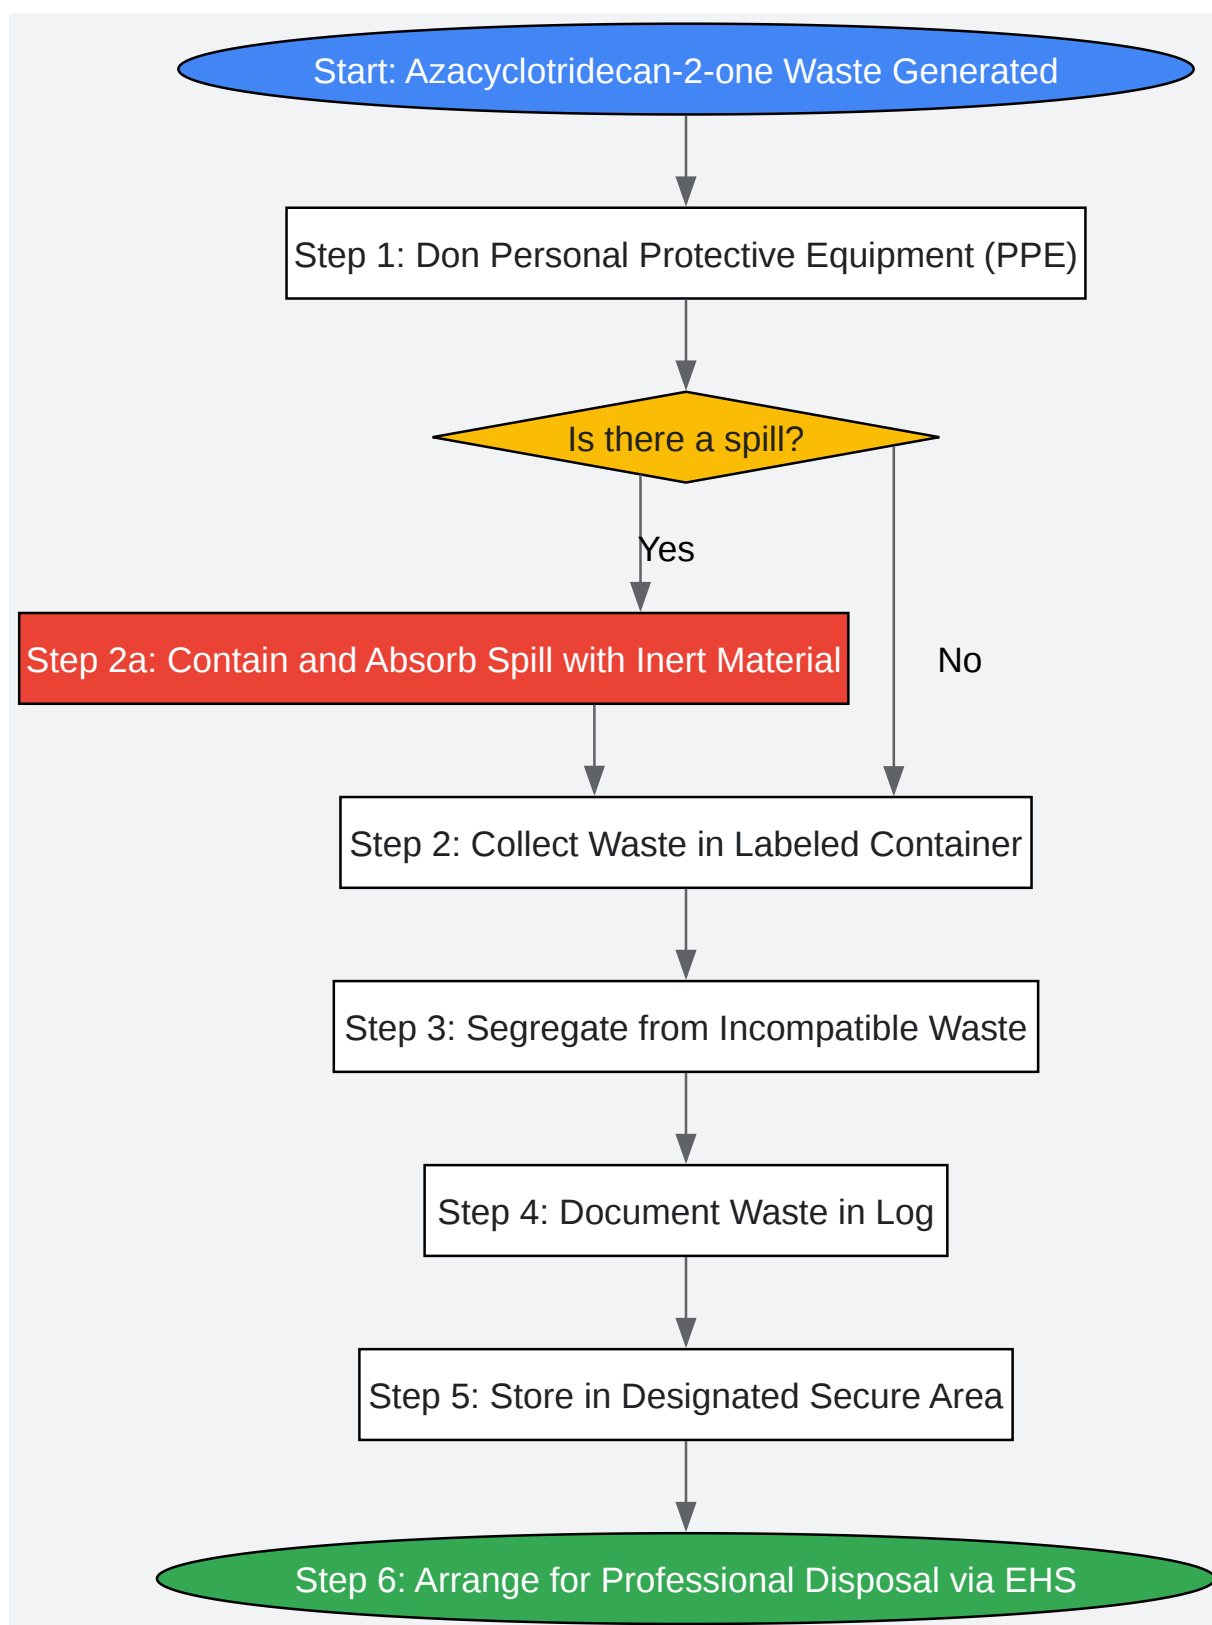 Start: Azacyclotridecan-2-one Waste Generated
Step 1: Don Personal Protective Equipment (PPE)
Is there a spill?
Yes
Step 2a: Contain and Absorb Spill with Inert Material
No
Step 2: Collect Waste in Labeled Container
Step 3: Segregate from Incompatible Waste
Step 4: Document Waste in Log
Step 5: Store in Designated Secure Area
Step 6: Arrange for Professional Disposal via EHS